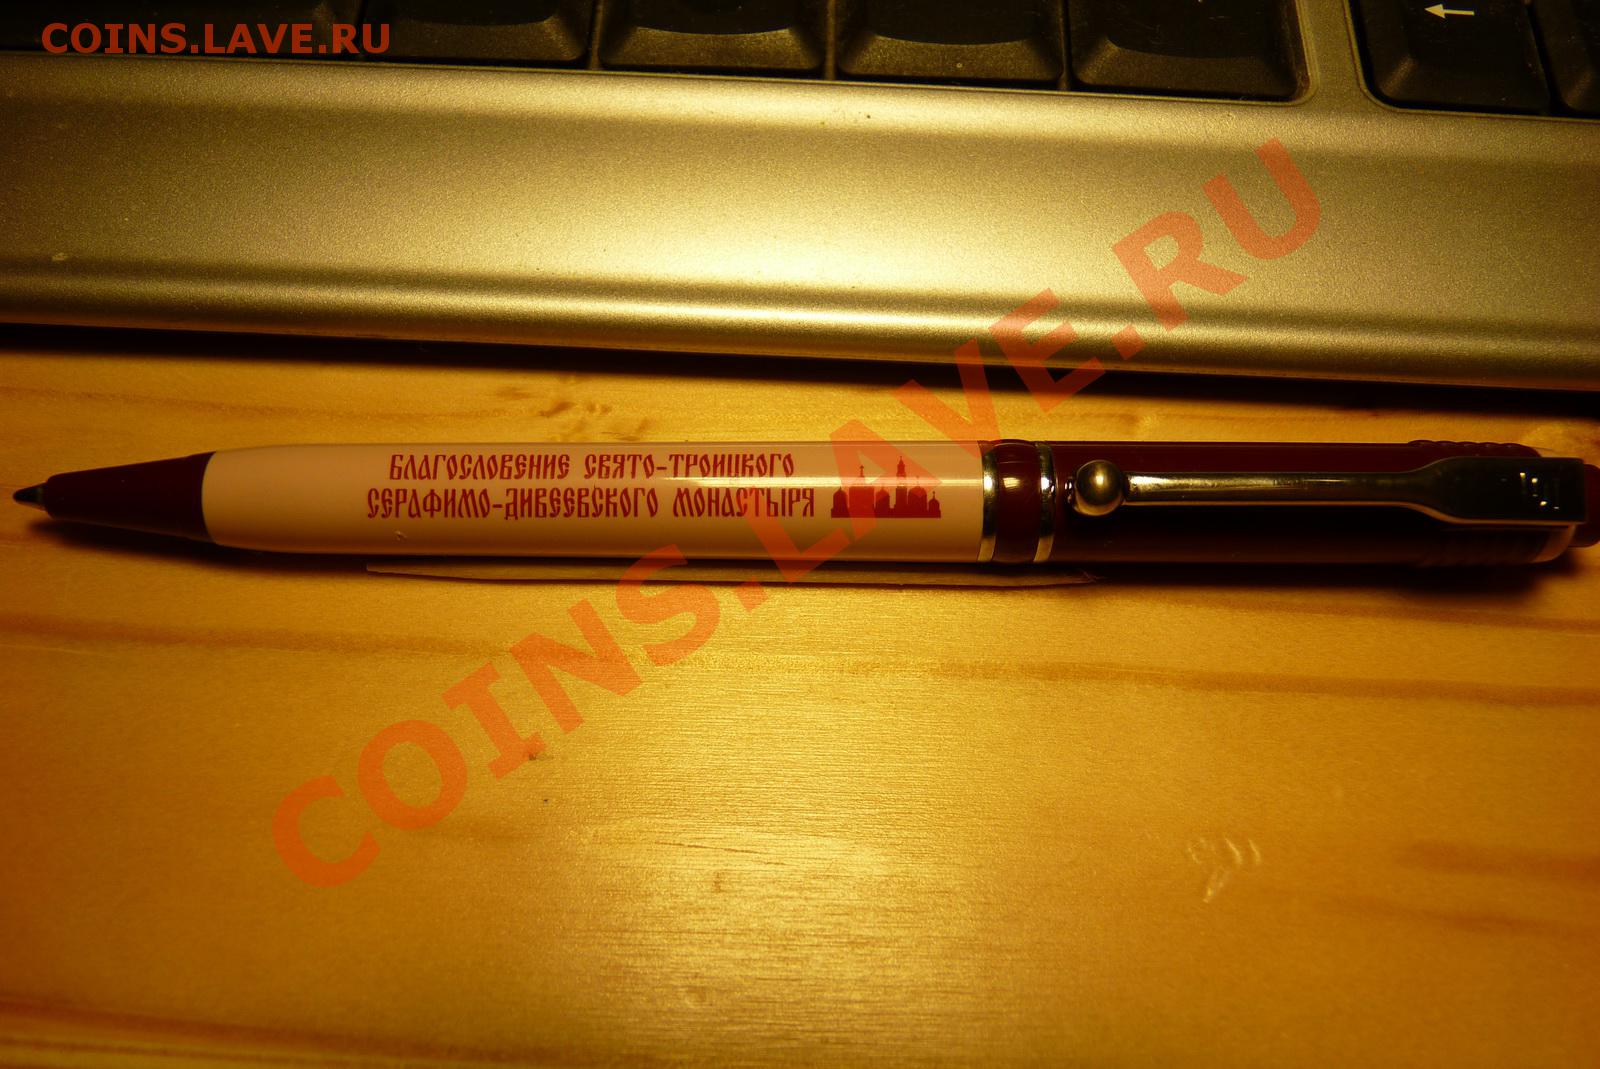 COINS.LAVE.RU
БЛАГОСЛОВЕНИЕ СВЯТО-ТРОИЦКОГО
СЕРАФИМО-ДИВЕЕВСКОГО МОНАСТЫРЯ
COINS.LAVE.RU